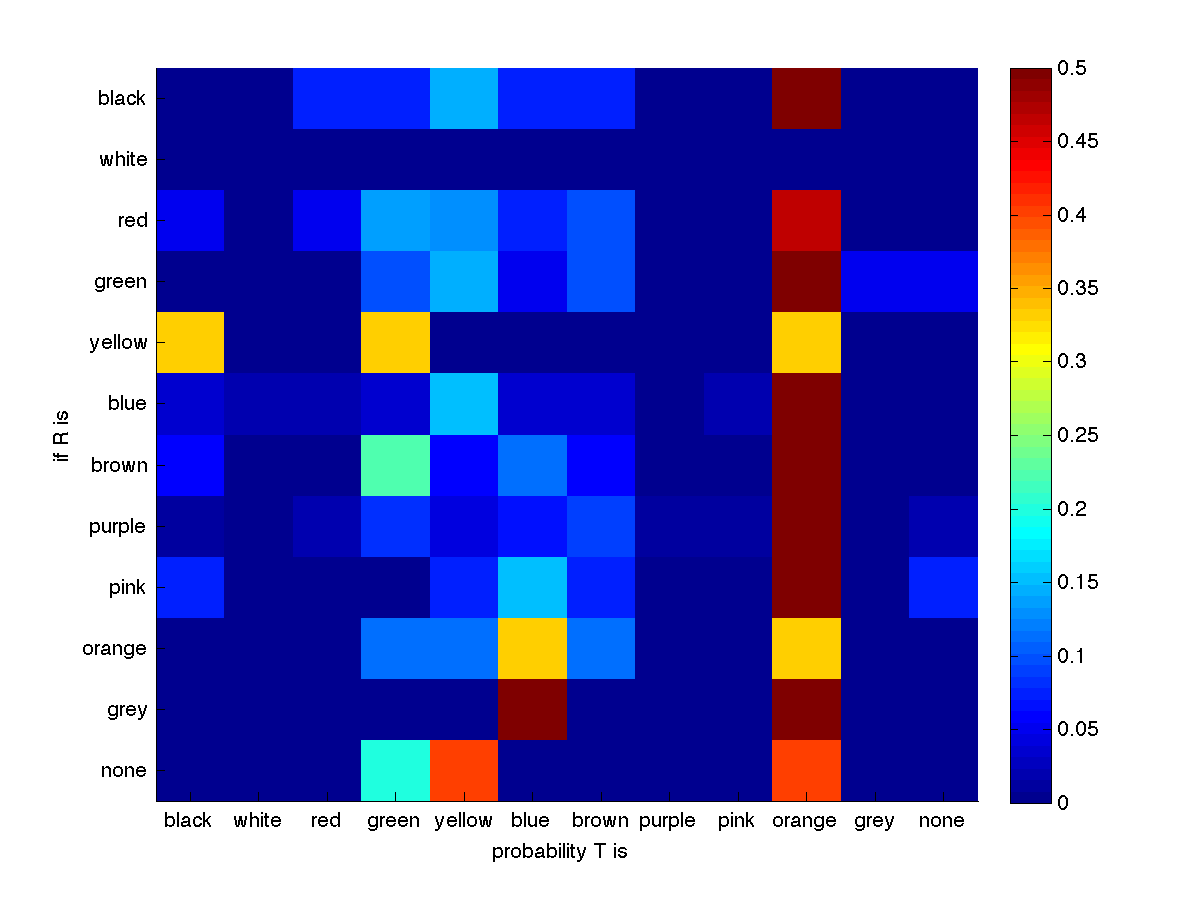 black
white
red
green
yellow
blue
brown
purple
pink
orange
grey
none
if R is
black white red green yellow blue brown purple pink orange grey none
probability T is
0.5
0.45
0.4
0.35
0.3
0.25
0.2
0.15
0.1
0.05
0